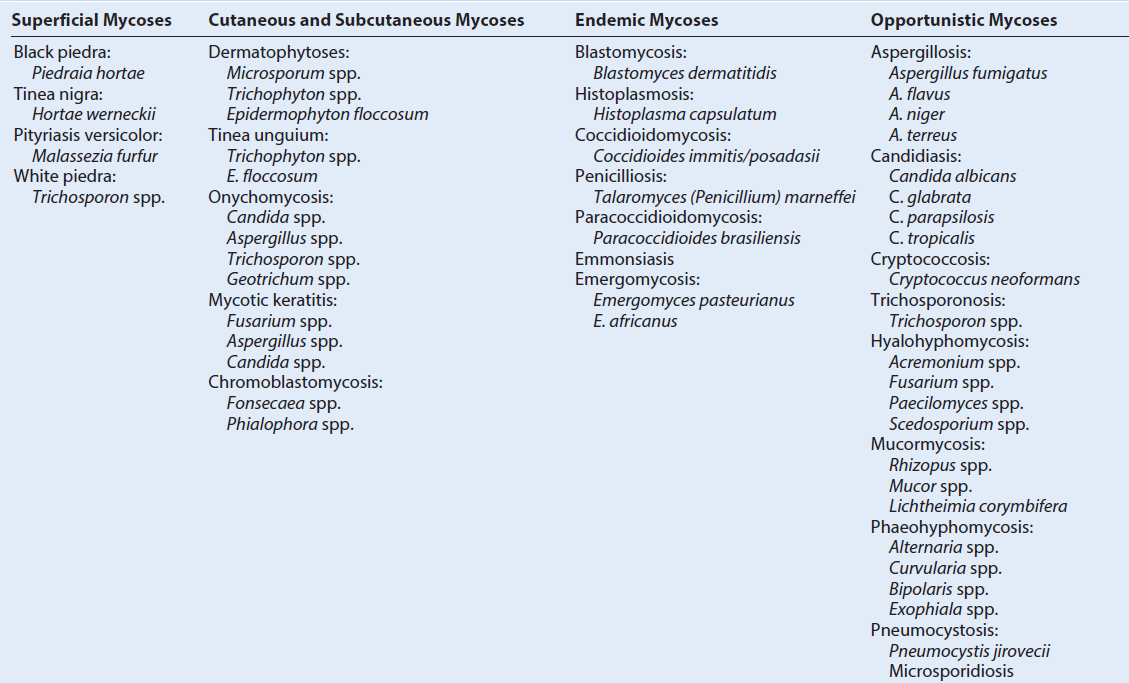 Superficial Mycoses
Black piedra:
Piedraia hortae
Tinea nigra:
Hortae werneckii
Pityriasis versicolor:
Malassezia furfur
White piedra:
Trichosporon spp.
Cutaneous and Subcutaneous Mycoses
Dermatophytoses:
Microsporum spp.
Trichophyton spp.
Epidermophyton floccosum
Tinea unguium:
Trichophyton spp.
E. floccosum
Onychomycosis:
Candida spp.
Aspergillus spp.
Trichosporon spp.
Geotrichum spp.
Mycotic keratitis:
Fusarium spp.
Aspergillus spp.
Candida spp.
Chromoblastomycosis:
Fonsecaea spp.
Phialophora spp.
Endemic Mycoses
Blastomycosis:
Blastomyces dermatitidis
Histoplasmosis:
Histoplasma capsulatum
Coccidioidomycosis:
Coccidioides immitis/posadasii
Penicilliosis:
Talaromyces (Penicillium) marneffei
Paracoccidioidomycosis:
Paracoccidioides brasiliensis
Emmonsiasis
Emergomycosis:
Emergomyces pasteurianus
E. africanus
Opportunistic Mycoses
Aspergillosis:
Aspergillus fumigatus
A. flavus
A. niger
A. terreus
Candidiasis:
Candida albicans
C. glabrata
C. parapsilosis
C. tropicalis
Cryptococcosis:
Cryptococcus neoformans
Trichosporonosis:
Trichosporon spp.
Hyalohyphomycosis:
Acremonium spp.
Fusarium spp.
Paecilomyces spp.
Scedosporium spp.
Mucormycosis:
Rhizopus spp.
Mucor spp.
Lichtheimia corymbifera
Phaeohyphomycosis:
Alternaria spp.
Curvularia spp.
Bipolaris spp.
Exophiala spp.
Pneumocystosis:
Pneumocystis jirovecii
Microsporidiosis